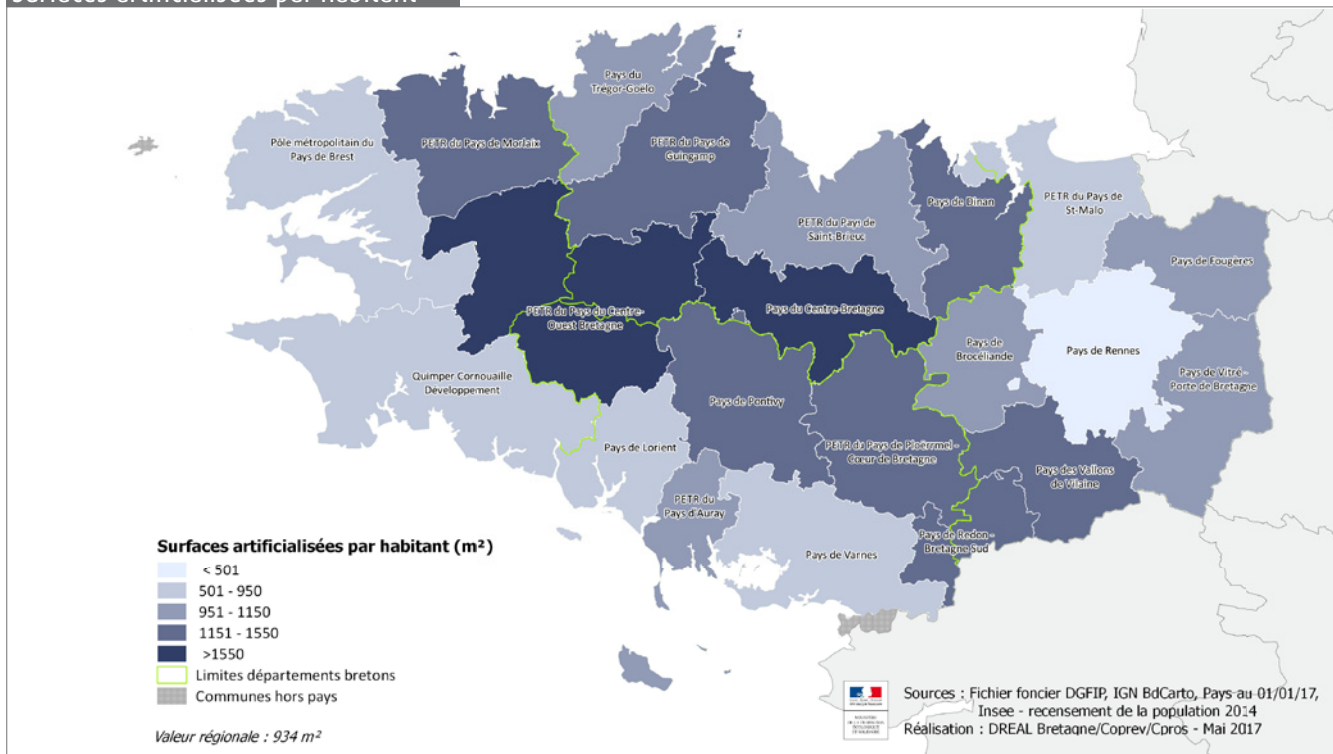 Surfaces artificialisées par habitant
Pays du
Trégor-Goëlo
Pôle métropolitain du
Pays de Brest
PETR du Pays de Morlaix
PETR du Pays de
Guingamp
Pays de Dinan
PETR du Pays de
St-Malo
PETR du Pays de
Saint-Brieuc
Pays de Fougères
PETR du Pays du Centre-
Ouest Bretagne
Pays du Centre-Bretagne
Pays de
Brocéliande
Pays de Rennes
Pays de Vitré -
Porte de Bretagne
Quimper Cornouaille
Développement
Pays de Pontivy
Pays de Lorient
PETR du Pays de Ploërmel -
Cœur de Bretagne
Pays des Vallons
de Vilaine
PETR du
Pays d'Auray
Pays de Vannes
Pays de Redon -
Bretagne Sud
Surfaces artificialisées par habitant (m²)
< 501
501 - 950
951 - 1150
1151 - 1550
>1550
Limites départements bretons
Communes hors pays
Valeur régionale : 934 m²
Sources : Fichier foncier DGFIP, IGN BdCarto, Pays au 01/01/17,
Insee - recensement de la population 2014
Réalisation : DREAL Bretagne/Coprev/Cpros - Mai 2017